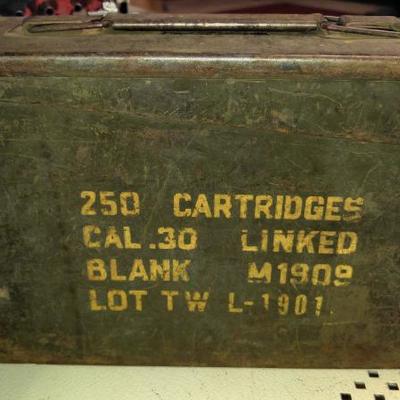 250 CARTRIDGES
CAL .30 LINKED
BLANK M1909
LOT TW L-1901